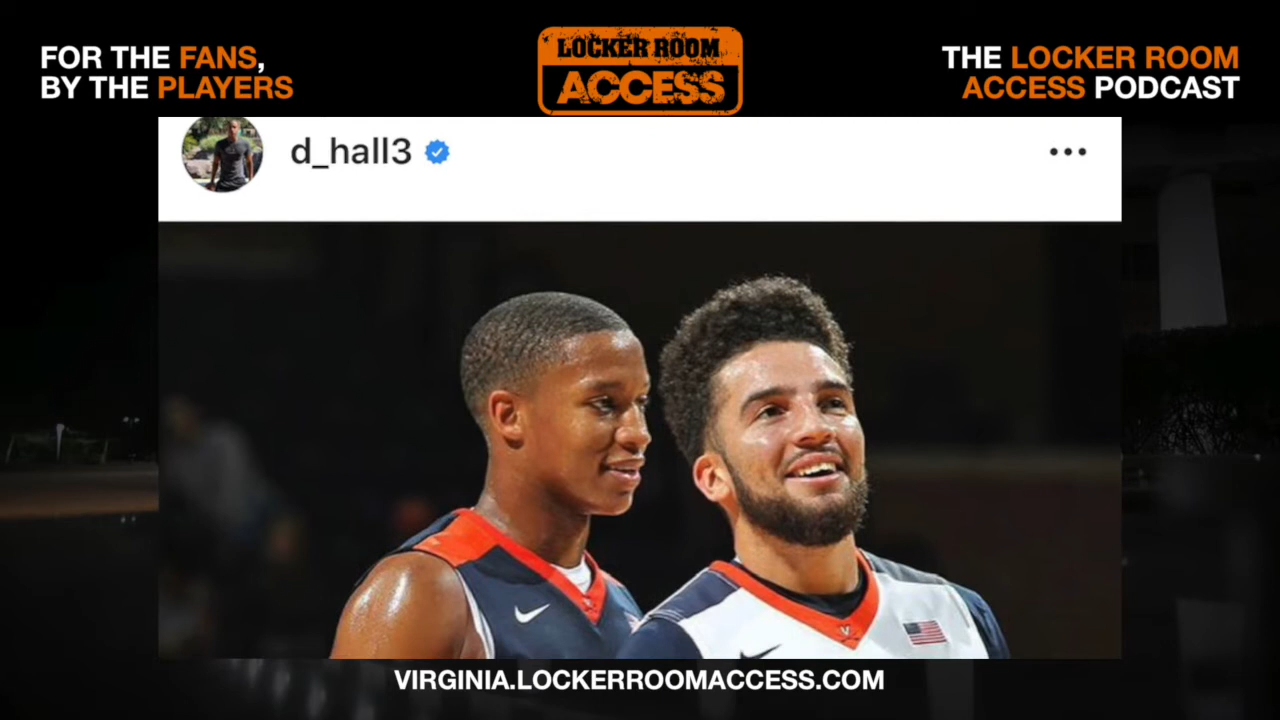 FOR THE FANS,
BY THE PLAYERS
LOCKER ROOM
ACCESS
THE LOCKER ROOM
ACCESS PODCAST
d_hall3
VIRGINIA.LOCKERROOMACCESS.COM